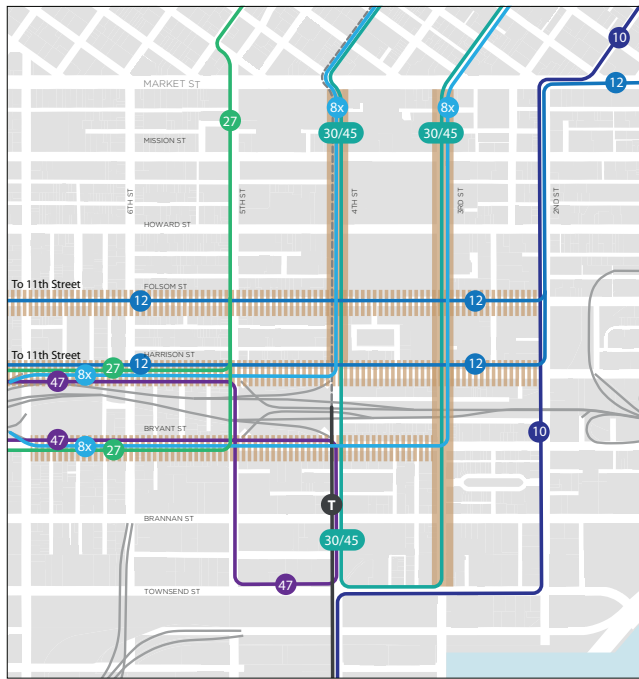 10
12
MARKET ST
8x
8x
27
30/45
30/45
MISSION ST
6TH ST
5TH ST
4TH ST
3RD ST
2ND ST
HOWARD ST
To 11th Street
FOLSOM ST
12
12
To 11th Street
HARRISON ST
12
12
27
8x
47
BRYANT ST
10
47
8x
27
T
BRANNAN ST
30/45
47
TOWNSEND ST